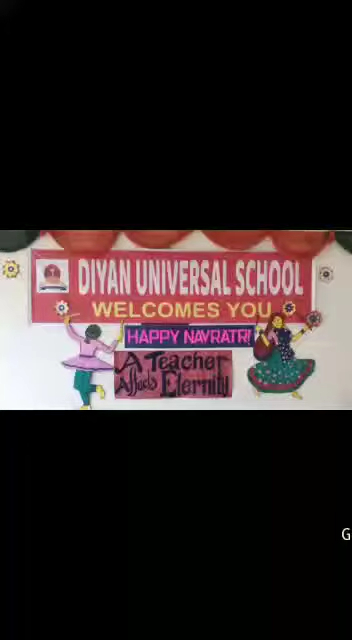 DIYAN UNIVERSAL SCHOOL
WELCOMES YOU
HAPPY NAVRATRI
A Teacher
Affects Eternity
G